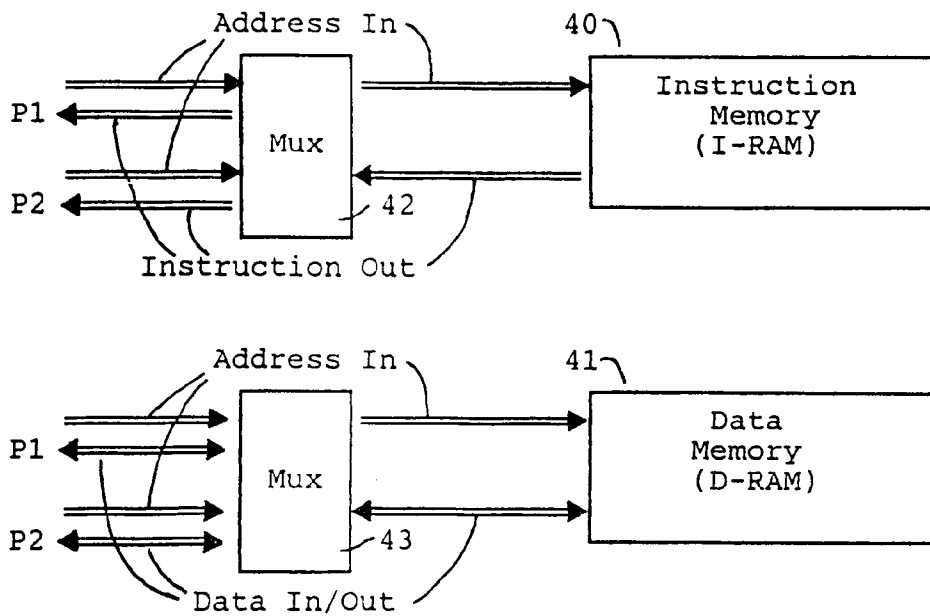 Address In
40
Instruction
Memory
(I-RAM)
P1
Mux
P2
42
Instruction Out
Address In
41
Data
Memory
(D-RAM)
P1
Mux
P2
43
Data In/Out